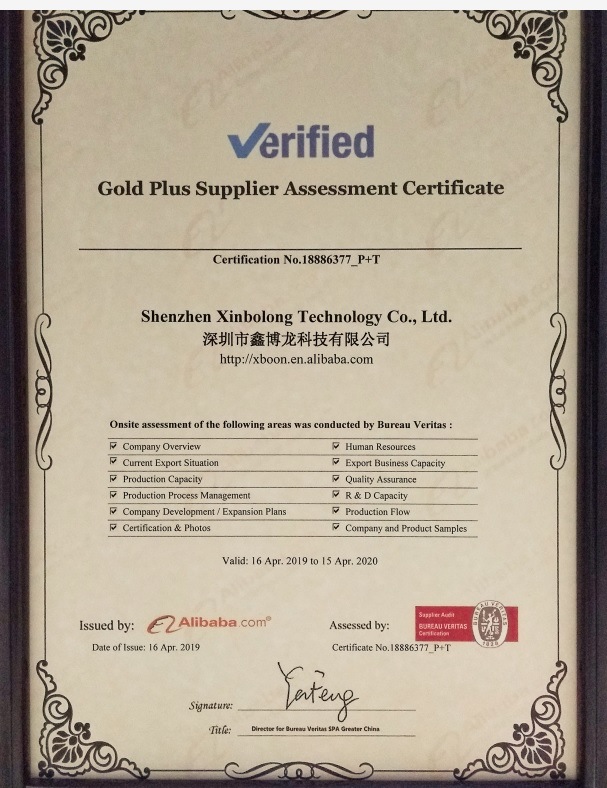 Verified
Gold Plus Supplier Assessment Certificate
Certification No.18886377_P+T
Shenzhen Xinbolong Technology Co., Ltd.
深圳市鑫博龙科技有限公司
http://xboon.en.alibaba.com
Onsite assessment of the following areas was conducted by Bureau Veritas :
Company Overview
Human Resources
Current Export Situation
Export Business Capacity
Production Capacity
Quality Assurance
Production Process Management
R & D Capacity
Company Development / Expansion Plans
Production Flow
Certification & Photos
Company and Product Samples
Valid: 16 Apr. 2019 to 15 Apr. 2020
Issued by: Alibaba.com®
Assessed by:
Supplier Audit
BUREAU VERITAS
Certification
BUREAU VERITAS
1828
Date of Issue: 16 Apr. 2019
Certificate No.18886377_P+T
Signature:
Title: Director for Bureau Veritas SPA Greater China